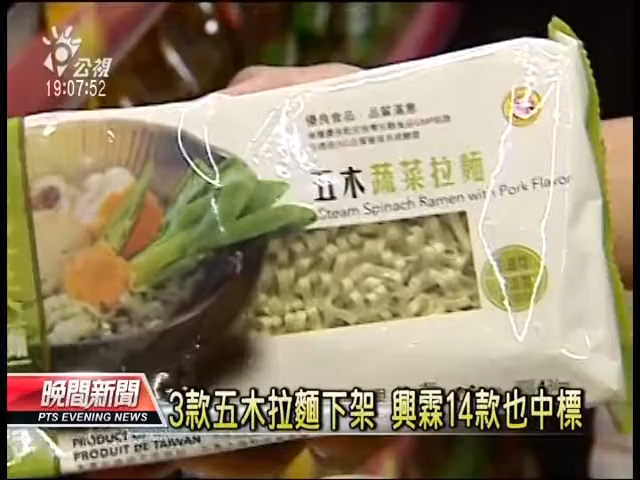 公視
19:07:52
優良食品 品質滿意
五木 蔬菜拉麵
Steam Spinach Ramen with Pork Flavor
晚間新聞
PTS EVENING NEWS
3款五木拉麵下架 興霖14款也中標
PRODUCT OF
PRODUIT DE TAIWAN